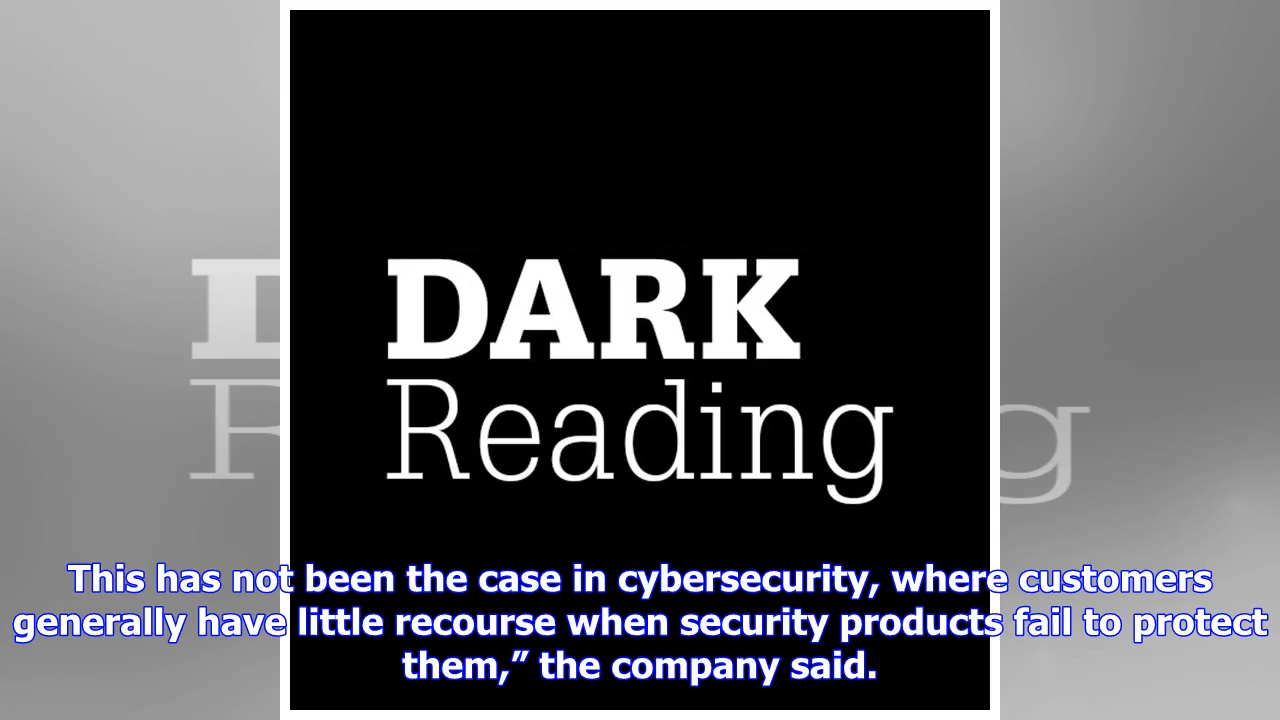 DARK
Reading
This has not been the case in cybersecurity, where customers
generally have little recourse when security products fail to protect
them,” the company said.